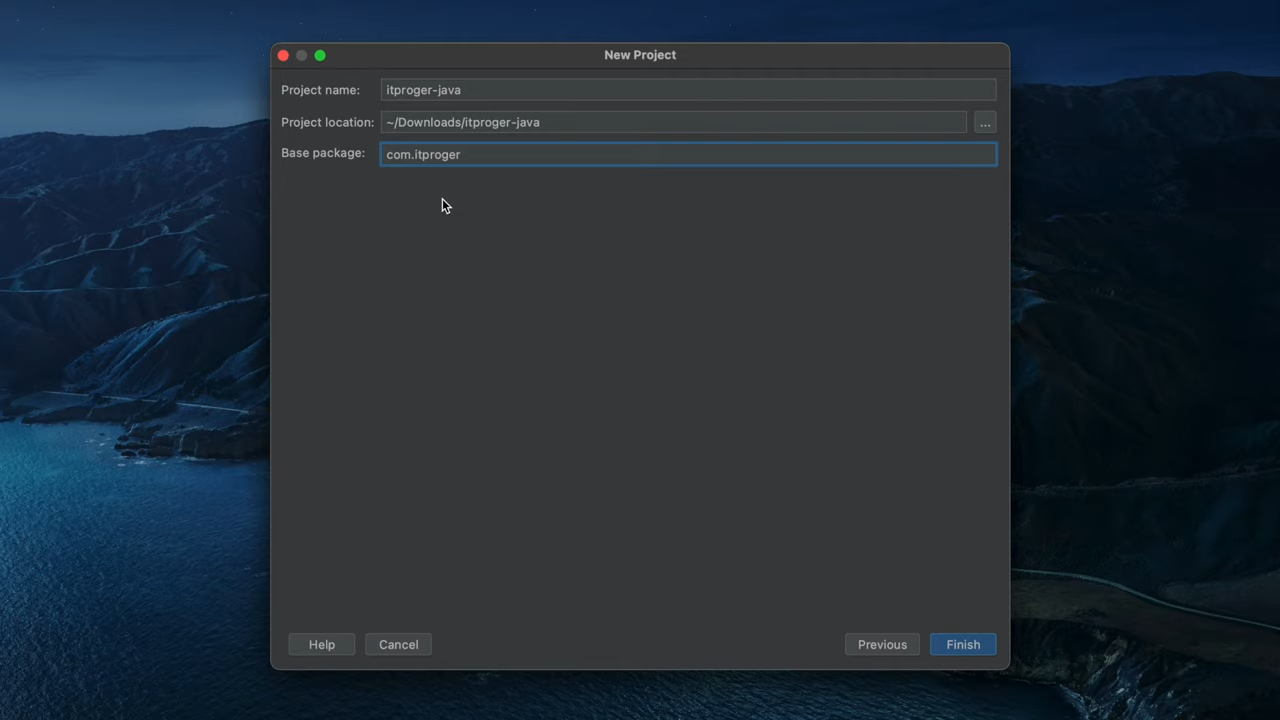 New Project
Project name: itproger-java
Project location: ~/Downloads/itproger-java ...
Base package: com.itproger
Help Cancel Previous Finish